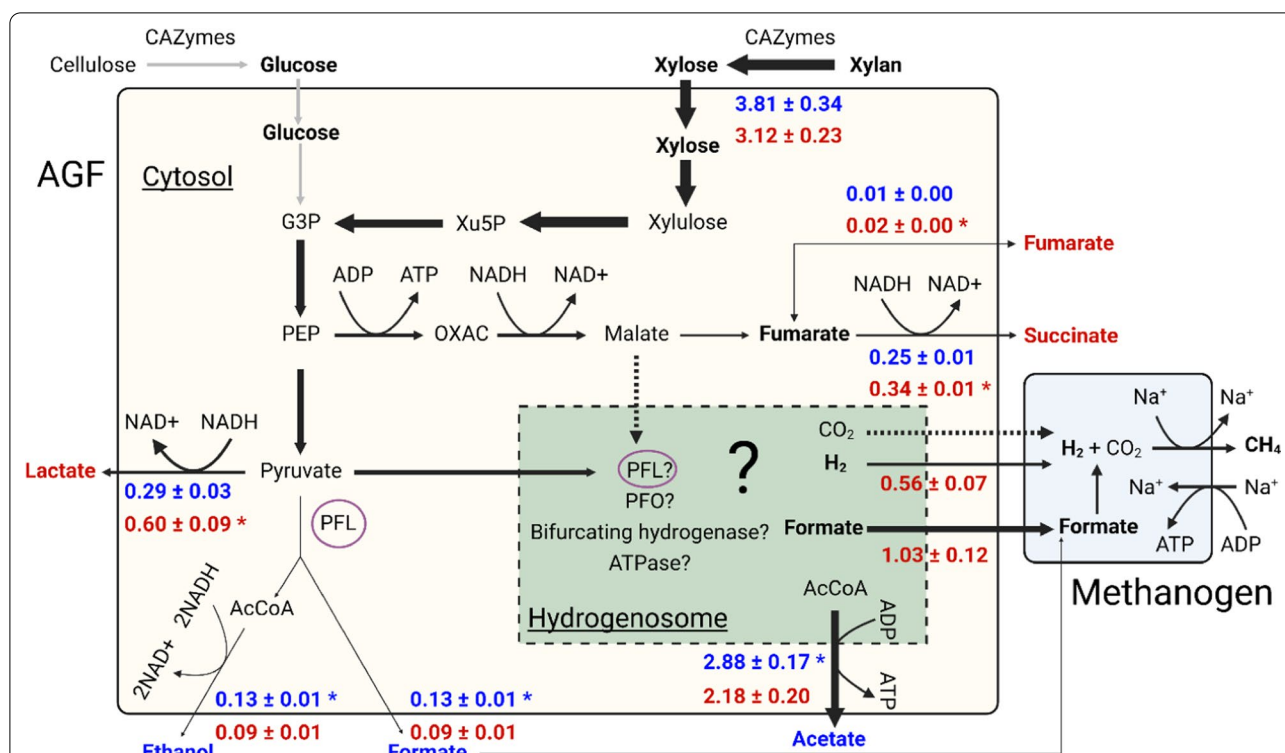 CAZymes
CAZymes
Cellulose
Glucose
Xylose
Xylan
3.81 ± 0.34
3.12 ± 0.23
Glucose
Xylose
AGF
Cytosol
0.01 ± 0.00
0.02 ± 0.00 *
G3P
Xu5P
Xylulose
Fumarate
ADP
ATP
NADH
NAD+
NADH
NAD+
PEP
OXAC
Malate
Fumarate
Succinate
0.25 ± 0.01
0.34 ± 0.01 *
Na⁺
Na⁺
NAD+
NADH
CO₂
H₂ + CO₂
CH₄
Lactate
Pyruvate
PFL?
?
H₂
0.29 ± 0.03
0.56 ± 0.07
Na⁺
Na⁺
PFO?
0.60 ± 0.09 *
PFL
Bifurcating hydrogenase?
Formate
Formate
ATPase?
1.03 ± 0.12
ATP
ADP
2NADH
AcCoA
AcCoA
Methanogen
Hydrogenosome
ADP
2NAD+
2.88 ± 0.17 *
2.18 ± 0.20
ATP
0.13 ± 0.01 *
0.13 ± 0.01 *
0.09 ± 0.01
0.09 ± 0.01
Ethanol
Formate
Acetate